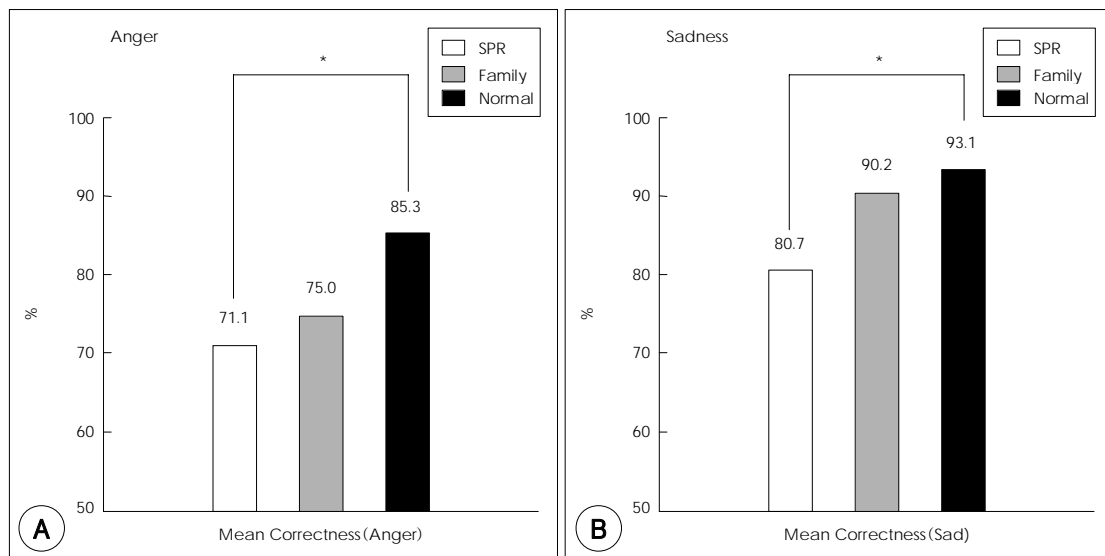 Anger
SPR
Family
Normal
*
100
90
80
70
60
50
%
71.1
75.0
85.3
Mean Correctness(Anger)
A
Sadness
SPR
Family
Normal
*
100
90
80
70
60
50
%
80.7
90.2
93.1
Mean Correctness(Sad)
B